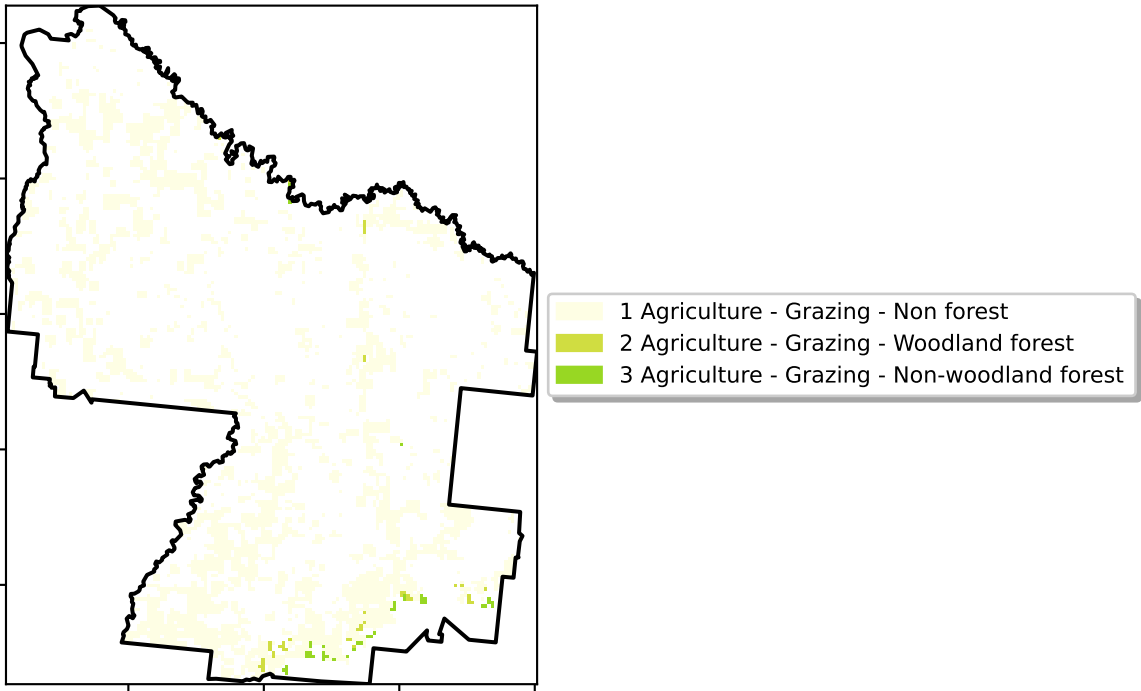 1 Agriculture - Grazing - Non forest
2 Agriculture - Grazing - Woodland forest
3 Agriculture - Grazing - Non-woodland forest